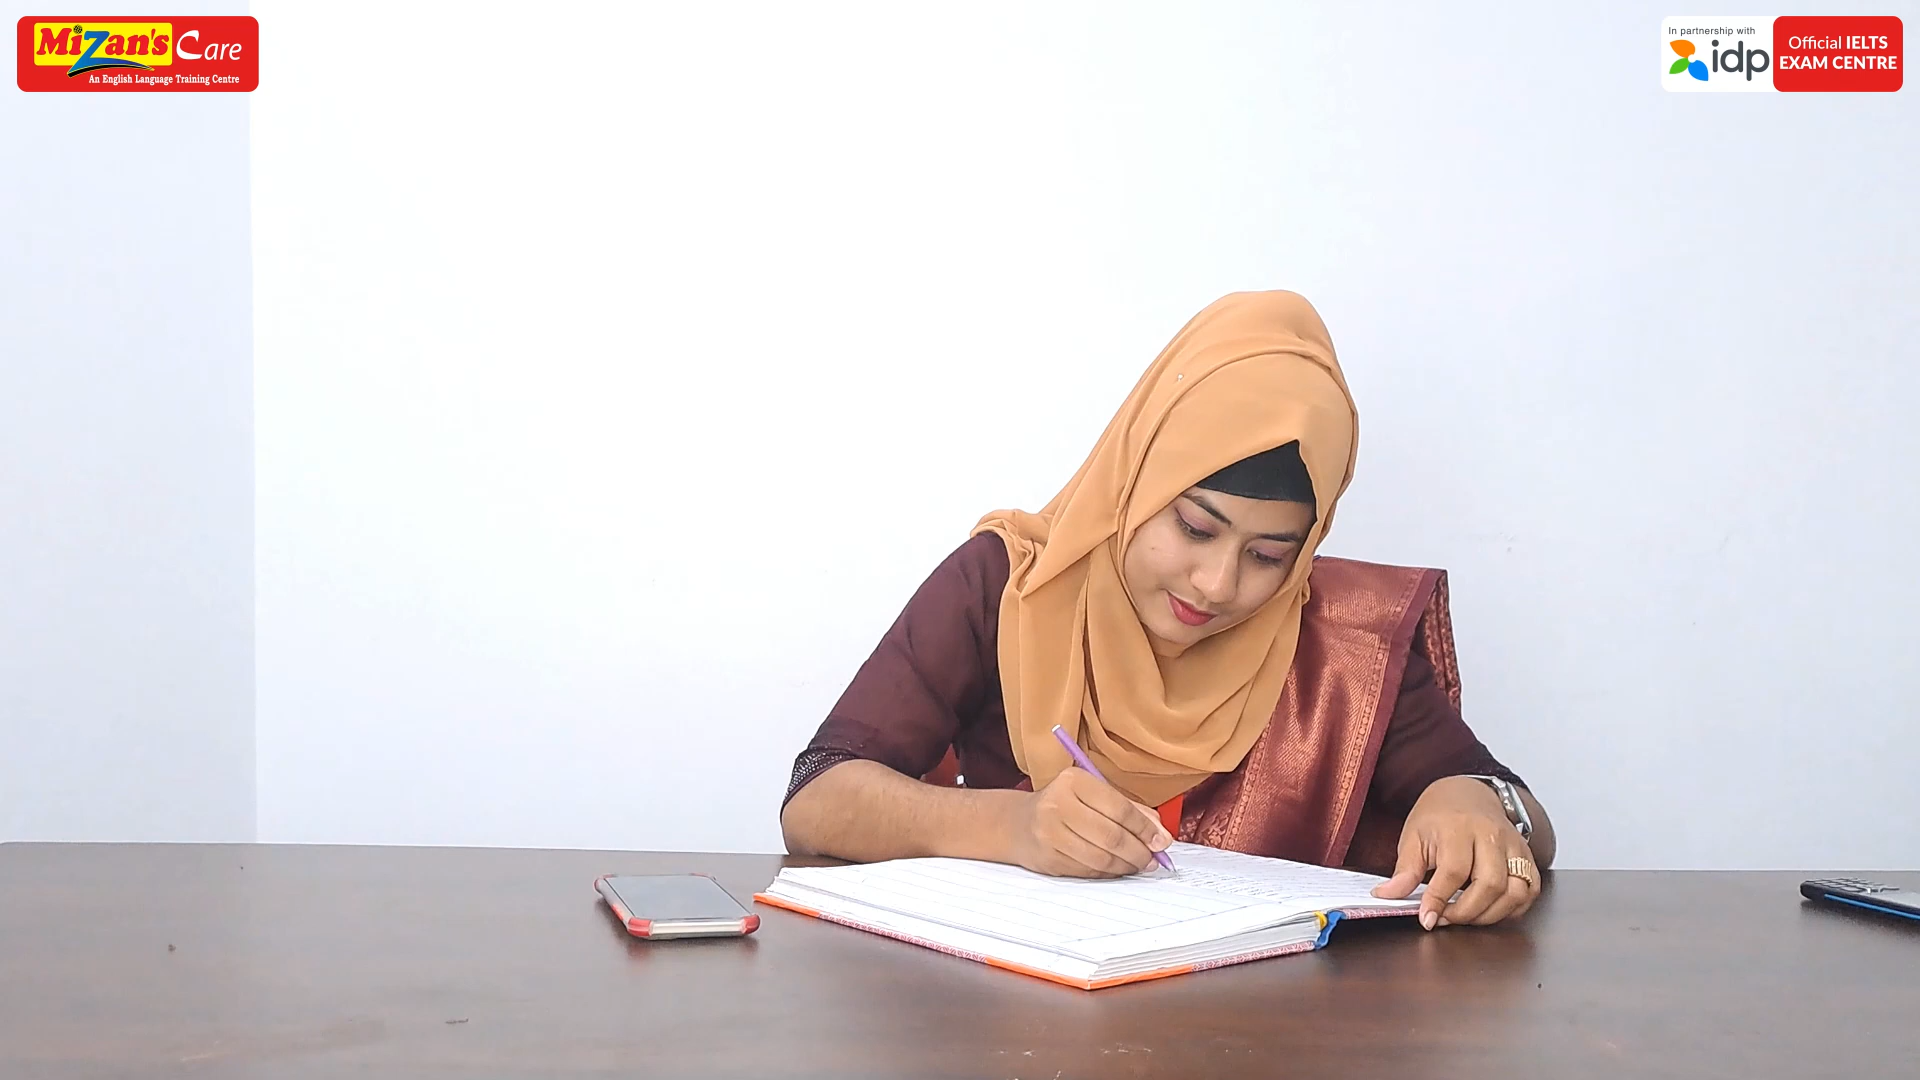 Mizan's Care
An English Language Training Centre
In partnership with
idp
Official IELTS
EXAM CENTRE